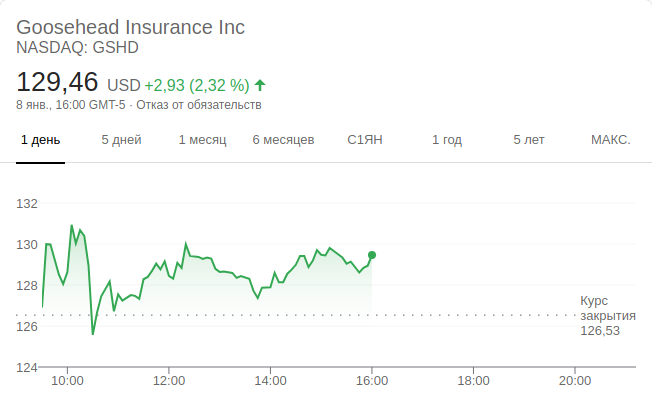 Goosehead Insurance Inc
NASDAQ: GSHD
129,46 USD +2,93 (2,32 %)
8 янв., 16:00 GMT-5 · Отказ от обязательств
1 день 5 дней 1 месяц 6 месяцев С1ЯН 1 год 5 лет МАКС.
132
130
128
126
124
Курс
закрытия
126,53
10:00 12:00 14:00 16:00 18:00 20:00